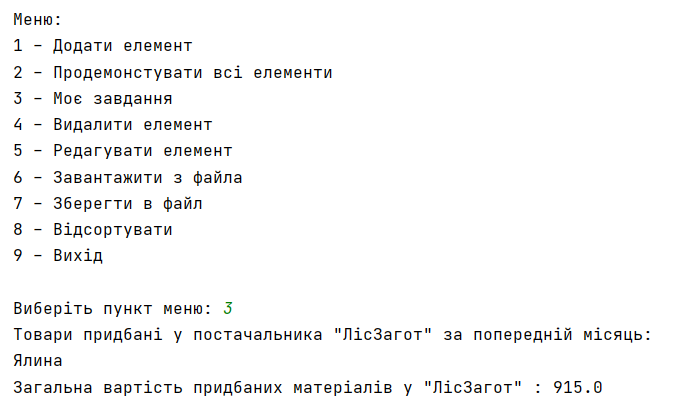 Меню:
1 – Додати елемент
2 – Продемонстувати всі елементи
3 – Моє завдання
4 – Видалити елемент
5 – Редагувати елемент
6 – Завантажити з файла
7 – Зберегти в файл
8 – Відсортувати
9 – Вихід
Виберіть пункт меню: 3
Товари придбані у постачальника "ЛісЗагот" за попередній місяць:
Ялина
Загальна вартість придбаних матеріалів у "ЛісЗагот" : 915.0